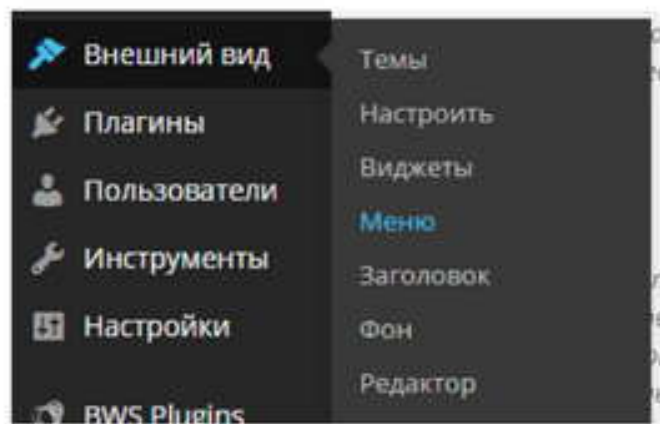 Внешний вид
Плагины
Пользователи
Инструменты
Настройки
BWS Plugins
Темы
Настроить
Виджеты
Меню
Заголовок
Фон
Редактор